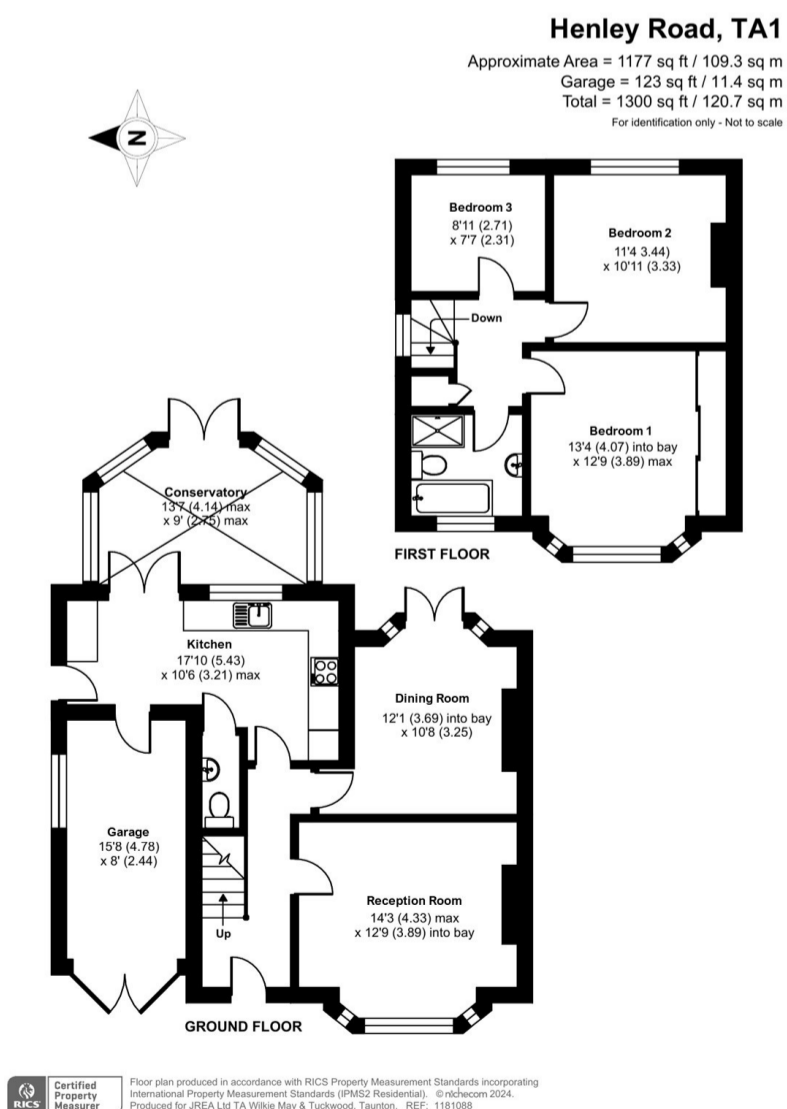 Henley Road, TA1
Approximate Area = 1177 sq ft / 109.3 sq m
Garage = 123 sq ft / 11.4 sq m
Total = 1300 sq ft / 120.7 sq m
For identification only - Not to scale
N
Bedroom 3
8'11 (2.71)
x 7'7 (2.31)
Bedroom 2
11'4 3.44)
x 10'11 (3.33)
Down
Bedroom 1
13'4 (4.07) into bay
x 12'9 (3.89) max
FIRST FLOOR
Conservatory
13'7 (4.14) max
x 9' (2.75) max
Kitchen
17'10 (5.43)
x 10'6 (3.21) max
Dining Room
12'1 (3.69) into bay
x 10'8 (3.25)
Garage
15'8 (4.78)
x 8' (2.44)
Reception Room
14'3 (4.33) max
x 12'9 (3.89) into bay
Up
GROUND FLOOR
RICS
Certified
Property
Measurer
Floor plan produced in accordance with RICS Property Measurement Standards incorporating
International Property Measurement Standards (IPMS2 Residential). © nichecom 2024.
Produced for JREA Ltd TA Wilkie May & Tuckwood, Taunton. REF: 1181088